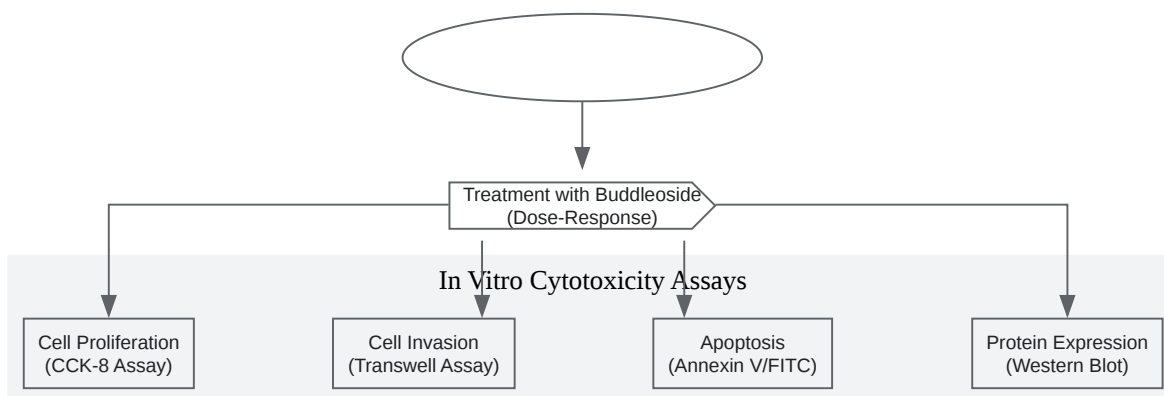 Treatment with Buddleoside
(Dose-Response)
In Vitro Cytotoxicity Assays
Cell Proliferation
(CCK-8 Assay)
Cell Invasion
(Transwell Assay)
Apoptosis
(Annexin V/FITC)
Protein Expression
(Western Blot)